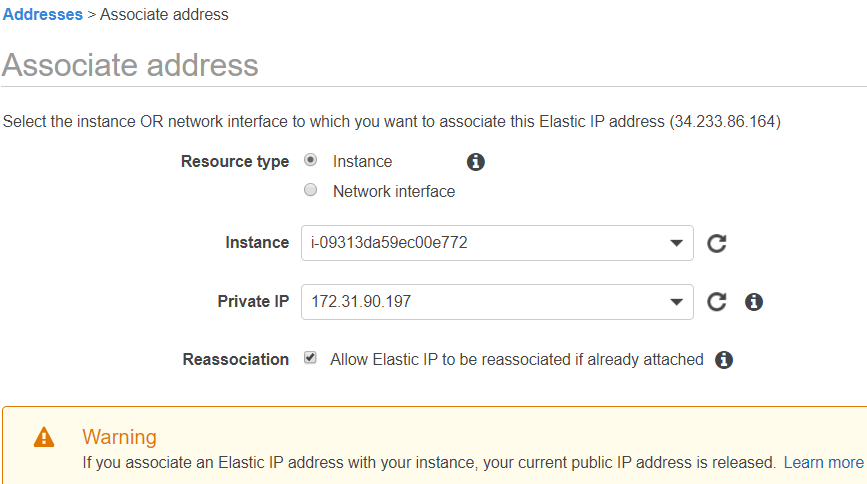 Addresses > Associate address
Associate address
Select the instance OR network interface to which you want to associate this Elastic IP address (34.233.86.164)
Resource type Instance
Network interface
Instance i-09313da59ec00e772
Private IP 172.31.90.197
Reassociation Allow Elastic IP to be reassociated if already attached
Warning
If you associate an Elastic IP address with your instance, your current public IP address is released. Learn more